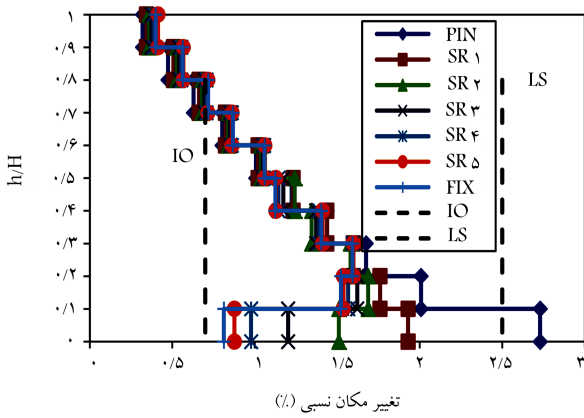 ۱
۰/۹
۰/۸
۰/۷
۰/۶
۰/۵
۰/۴
۰/۳
۰/۲
۰/۱
۰
h/H
IO
LS
PIN
SR ۱
SR ۲
SR ۳
SR ۴
SR ۵
FIX
IO
LS
۰ ۰/۵ ۱ ۱/۵ ۲ ۲/۵ ۳
تغییر مکان نسبی (٪)